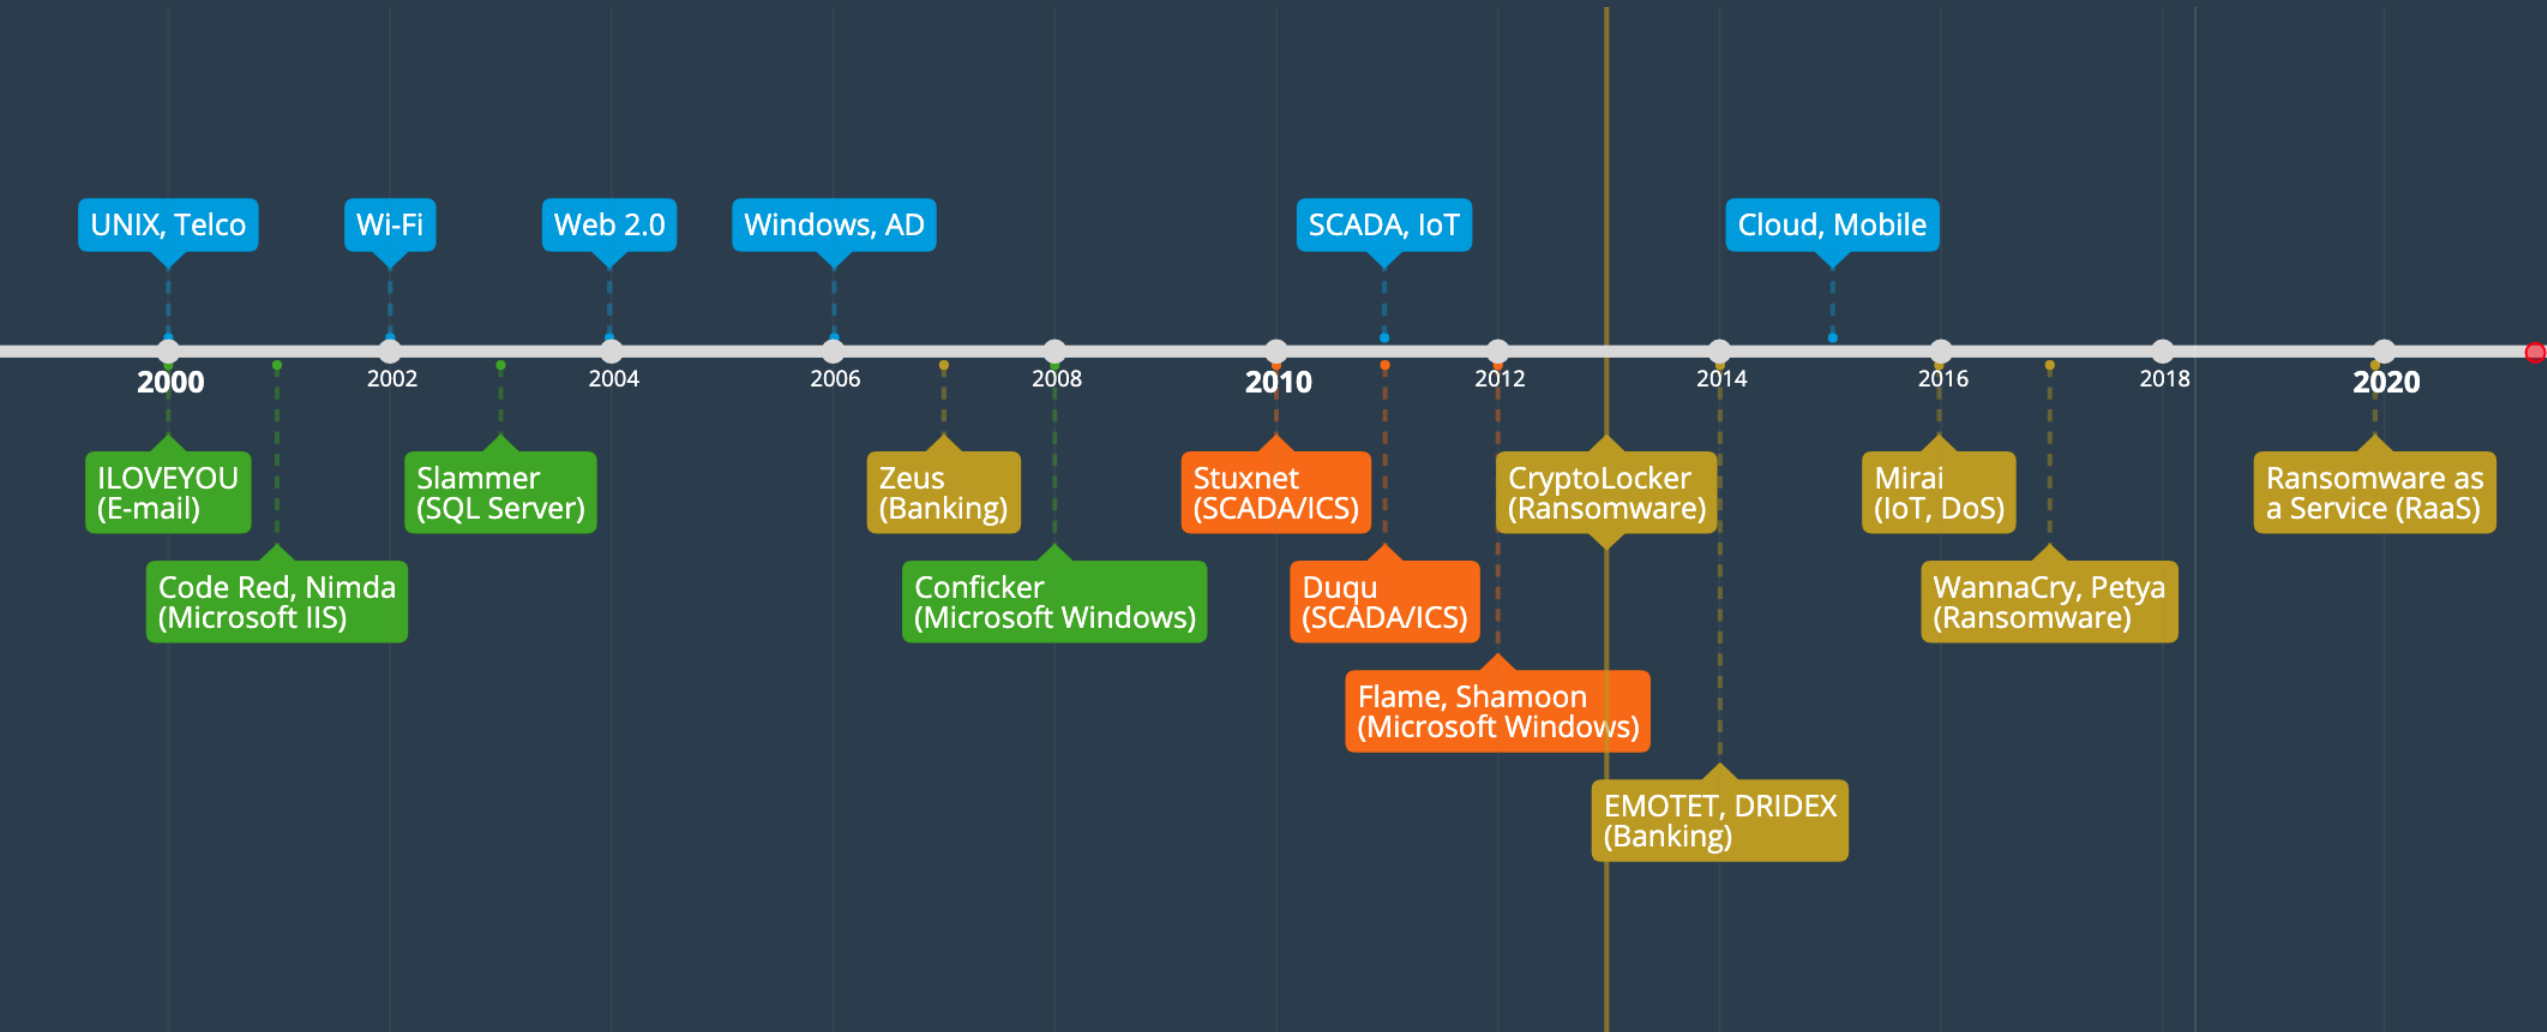 UNIX, Telco
Wi-Fi
Web 2.0
Windows, AD
SCADA, IoT
Cloud, Mobile
2000
2002
2004
2006
2008
2010
2012
2014
2016
2018
2020
ILOVEYOU
(E-mail)
Code Red, Nimda
(Microsoft IIS)
Slammer
(SQL Server)
Zeus
(Banking)
Conficker
(Microsoft Windows)
Stuxnet
(SCADA/ICS)
Duqu
(SCADA/ICS)
Flame, Shamoon
(Microsoft Windows)
CryptoLocker
(Ransomware)
EMOTET, DRIDEX
(Banking)
Mirai
(IoT, DoS)
WannaCry, Petya
(Ransomware)
Ransomware as
a Service (RaaS)